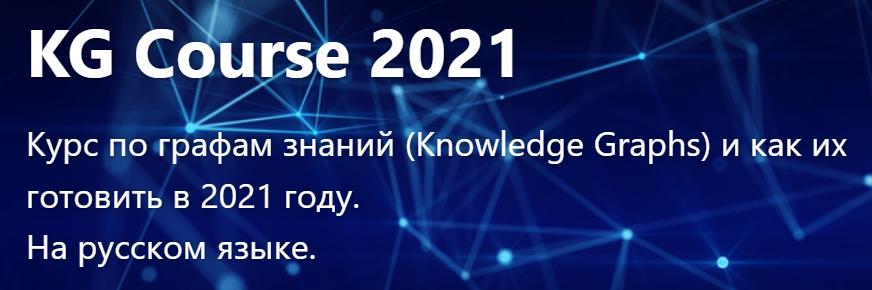 KG Course 2021
Курс по графам знаний (Knowledge Graphs) и как их
готовить в 2021 году.
На русском языке.